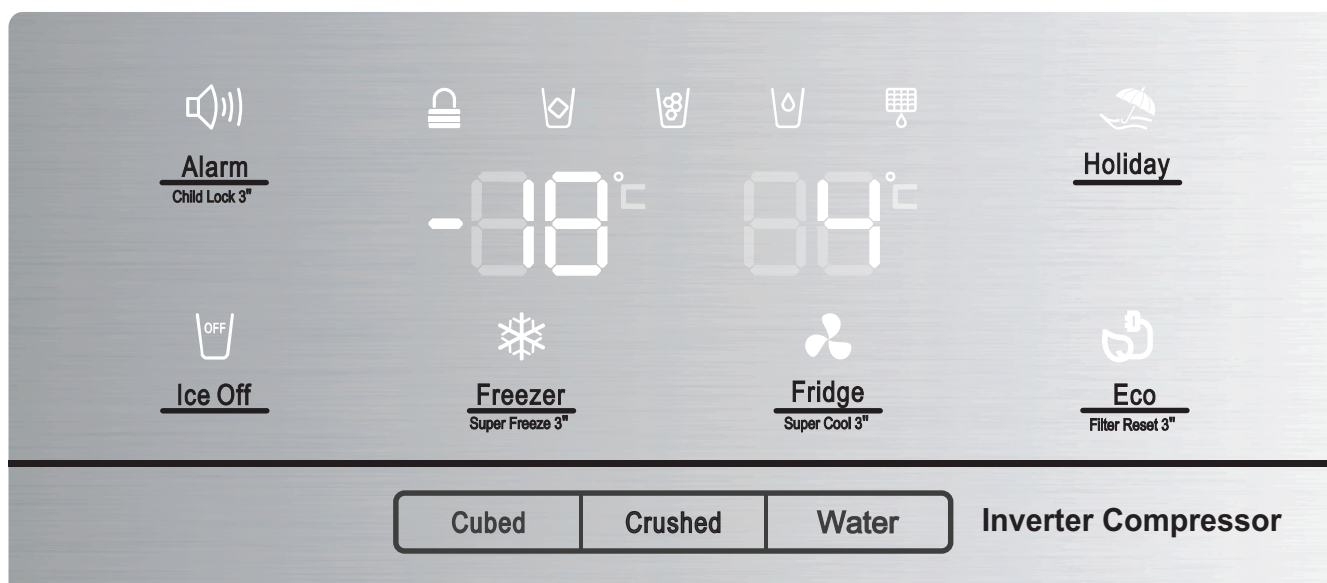 Alarm
Child Lock 3"
-18°C
4°C
Holiday
OFF
Ice Off
Freezer
Super Freeze 3"
Fridge
Super Cool 3"
Eco
Filter Reset 3"
Cubed
Crushed
Water
Inverter Compressor